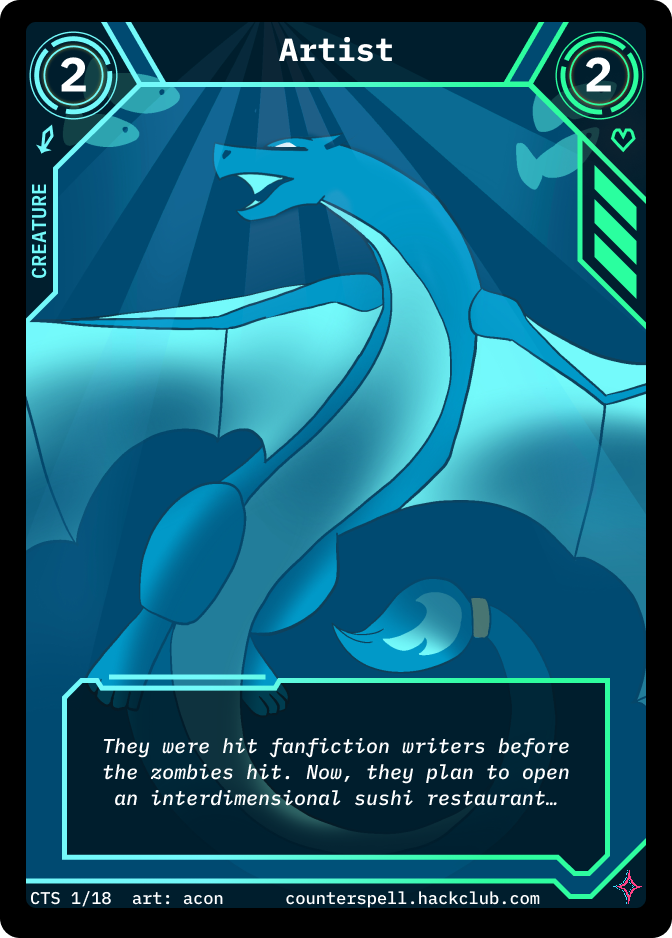 Artist
2
2
CREATURE
They were hit fanfiction writers before
the zombies hit. Now, they plan to open
an interdimensional sushi restaurant…
CTS 1/18 art: acon counterspell.hackclub.com